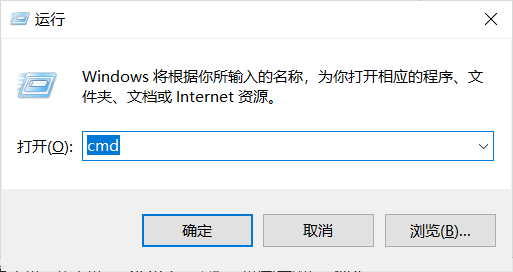 运行
Windows 将根据你所输入的名称，为你打开相应的程序、文
件夹、文档或 Internet 资源。
打开(O): cmd
确定 取消 浏览(B)...